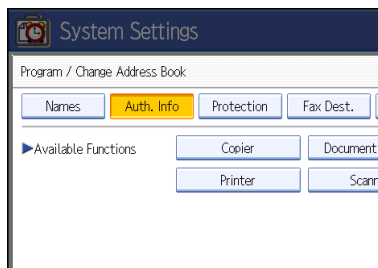 System Settings
Program / Change Address Book
Names Auth. Info Protection Fax Dest.
▶Available Functions Copier Document
Printer Scann